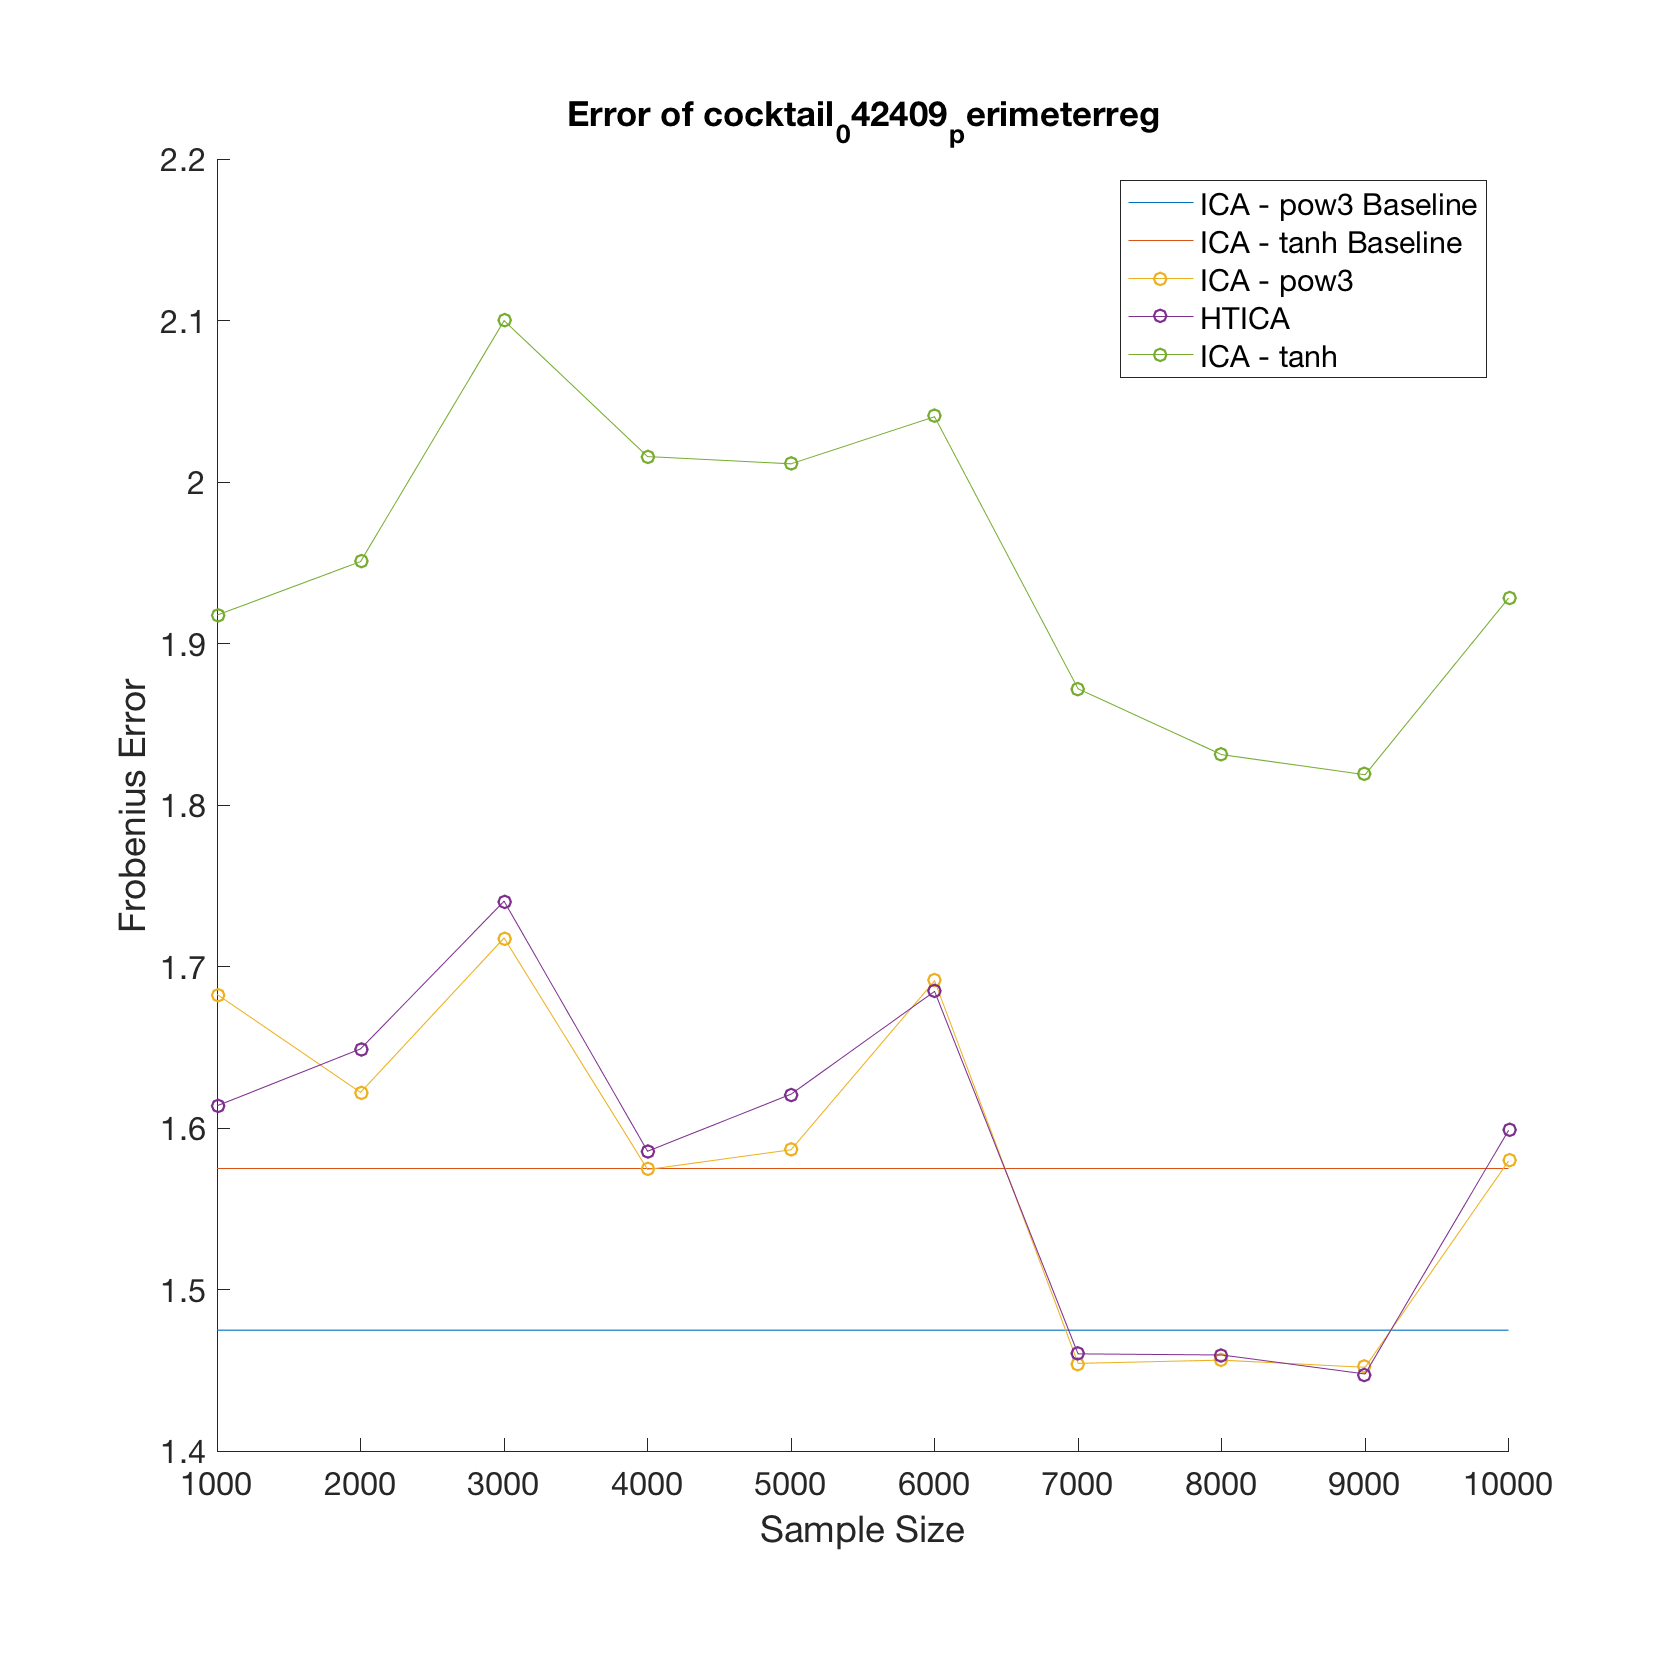 Error of cocktail_042409_perimeterreg
2.2
2.1
2
1.9
1.8
1.7
1.6
1.5
1.4
Frobenius Error
ICA - pow3 Baseline
ICA - tanh Baseline
ICA - pow3
HTICA
ICA - tanh
1000 2000 3000 4000 5000 6000 7000 8000 9000 10000
Sample Size